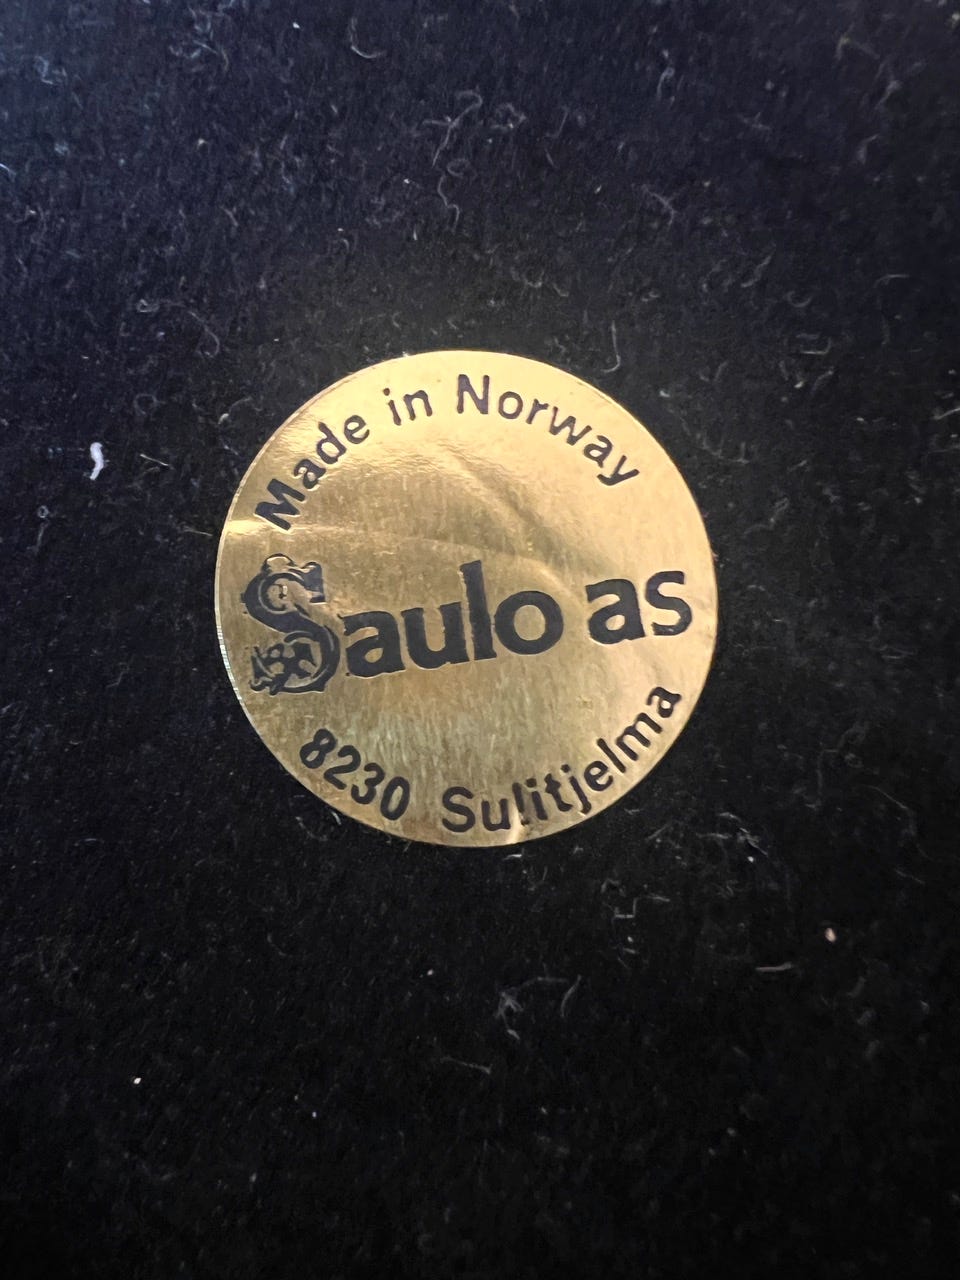 Made in Norway
Saulo as
8230 Sulitjelma